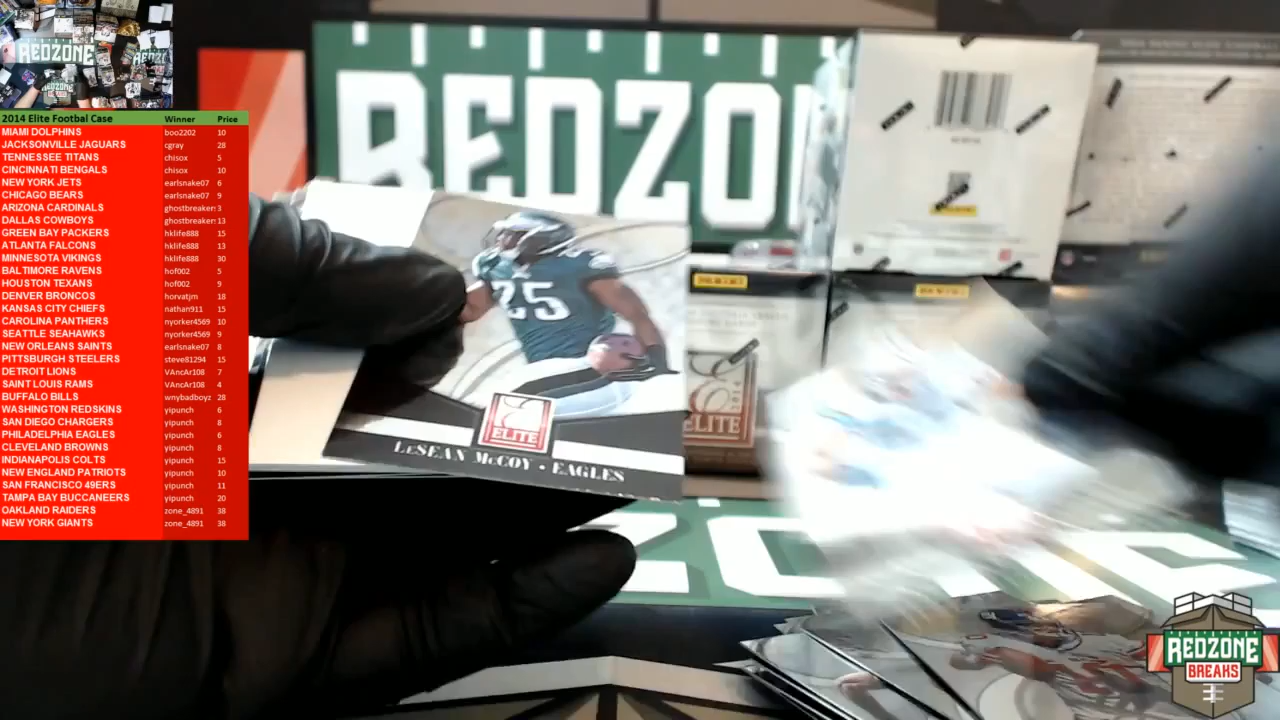 REDZONE
REDZONE
2014 Elite Footbal Case Winner Price
MIAMI DOLPHINS boo2202 10
JACKSONVILLE JAGUARS cgray 28
TENNESSEE TITANS chisox 5
CINCINNATI BENGALS chisox 10
NEW YORK JETS earlsnake07 6
CHICAGO BEARS earlsnake07 9
ARIZONA CARDINALS ghostbreaker 3
DALLAS COWBOYS ghostbreaker 13
GREEN BAY PACKERS hklife888 15
ATLANTA FALCONS hklife888 13
MINNESOTA VIKINGS hklife888 30
BALTIMORE RAVENS hof002 5
HOUSTON TEXANS hof002 9
DENVER BRONCOS horvatjm 18
KANSAS CITY CHIEFS nathan911 15
CAROLINA PANTHERS nyorker4569 10
SEATTLE SEAHAWKS nyorker4569 9
NEW ORLEANS SAINTS earlsnake07 8
PITTSBURGH STEELERS steve81294 15
DETROIT LIONS VAncAr108 7
SAINT LOUIS RAMS VAncAr108 4
BUFFALO BILLS wnybadboyz 28
WASHINGTON REDSKINS yipunch 6
SAN DIEGO CHARGERS yipunch 8
PHILADELPHIA EAGLES yipunch 6
CLEVELAND BROWNS yipunch 8
INDIANAPOLIS COLTS yipunch 15
NEW ENGLAND PATRIOTS yipunch 10
SAN FRANCISCO 49ERS yipunch 11
TAMPA BAY BUCCANEERS yipunch 20
OAKLAND RAIDERS zone_4891 38
NEW YORK GIANTS zone_4891 38
REDZO
25
E
ELITE
LESEAN MCCOY • EAGLES
PANINI
PANINI
E 2014
ELITE
REDZONE
BREAKS